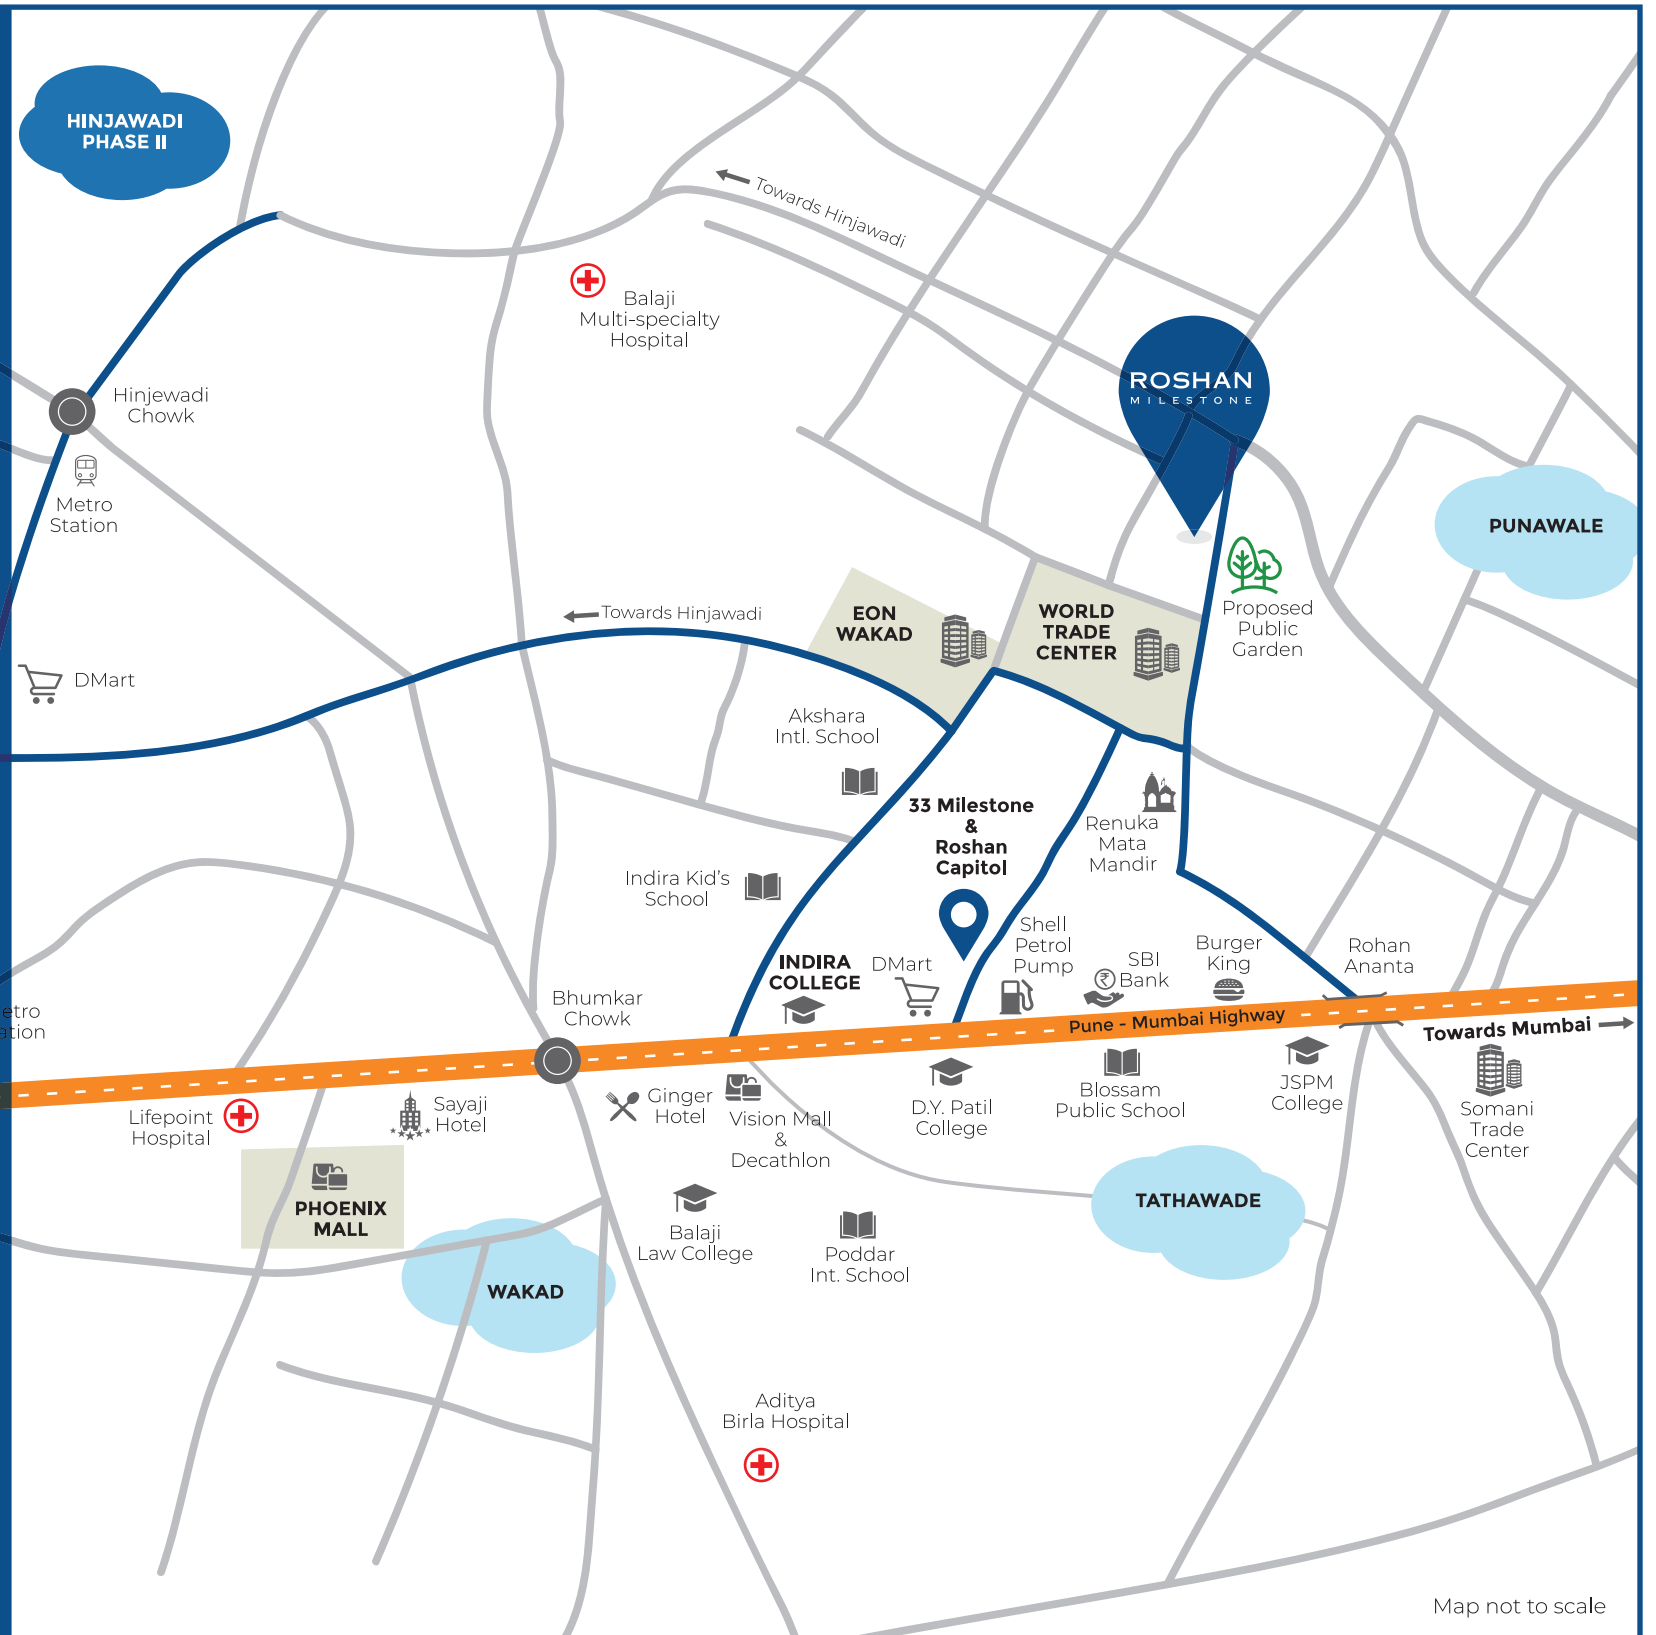 HINJAWADI
PHASE II
Towards Hinjawadi
Balaji
Multi-specialty
Hospital
ROSHAN
MILESTONE
Hinjewadi
Chowk
Metro
Station
PUNAWALE
Towards Hinjawadi
EON
WAKAD
WORLD
TRADE
CENTER
Proposed
Public
Garden
DMart
Akshara
Intl. School
33 Milestone
&
Roshan
Capitol
Renuka
Mata
Mandir
Indira Kid's
School
INDIRA
COLLEGE
DMart
Shell
Petrol
Pump
SBI
Bank
Burger
King
Rohan
Ananta
etro
ation
Bhumkar
Chowk
Pune - Mumbai Highway
Towards Mumbai
Lifepoint
Hospital
Sayaji
Hotel
Ginger
Hotel
Vision Mall
&
Decathlon
D.Y. Patil
College
Blossam
Public School
JSPM
College
Somani
Trade
Center
PHOENIX
MALL
Balaji
Law College
Poddar
Int. School
TATHAWADE
WAKAD
Aditya
Birla Hospital
Map not to scale